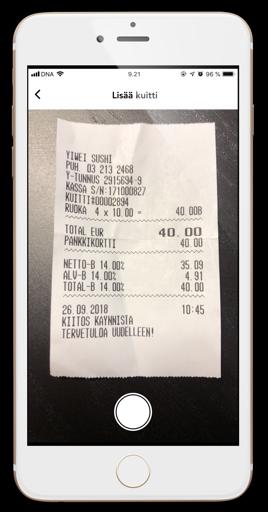 DNA 9.21 96 %
Lisää kuitti
YIWEI SUSHI
PUH. 03 213 2468
Y-TUNNUS 2915694-9
KASSA S/N:171000827
KUITTI#00002894
RUOKA 4 x 10.00 = 40.00B
TOTAL EUR 40.00
PANKKIKORTTI 40.00
NETTO-B 14.00% 35.09
ALV-B 14.00% 4.91
TOTAL-B 14.00% 40.00
26.09.2018 10:45
KIITOS KAYNNISTA
TERVETULOA UUDELLEEN!